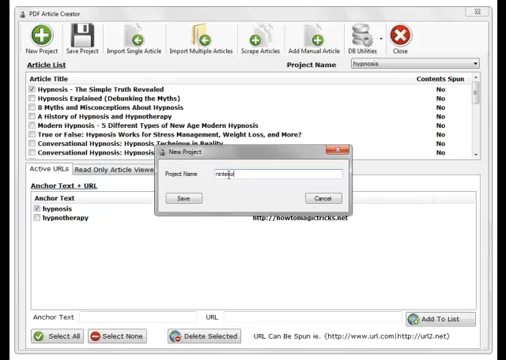 PDF Article Creator
New Project Save Project Import Single Article Import Multiple Articles Scrape Articles Add Manual Article DB Utilities Close
Article List Project Name hypnosis
Article Title Contents Spun
Hypnosis - The Simple Truth Revealed No
Hypnosis Explained (Debunking the Myths) No
8 Myths and Misconceptions About Hypnosis No
A History of Hypnosis and Hypnotherapy No
Modern Hypnosis - 5 Different Types of New Age Modern Hypnosis No
True or False: Hypnosis Works for Stress Management, Weight Loss, and More? No
Conversational Hypnosis: Hypnosis Technique in Reality No
Conversational Hypnosis: No
New Project
Active URLs Read Only Article Viewer
Project Name
Save Cancel
Anchor Text + URL
Anchor Text
hypnosis
hypnotherapy http://howtomagictricks.net
Anchor Text URL Add To List
Select All Select None Delete Selected URL Can Be Spun ie. {http://www.url.com|http://url2.net}